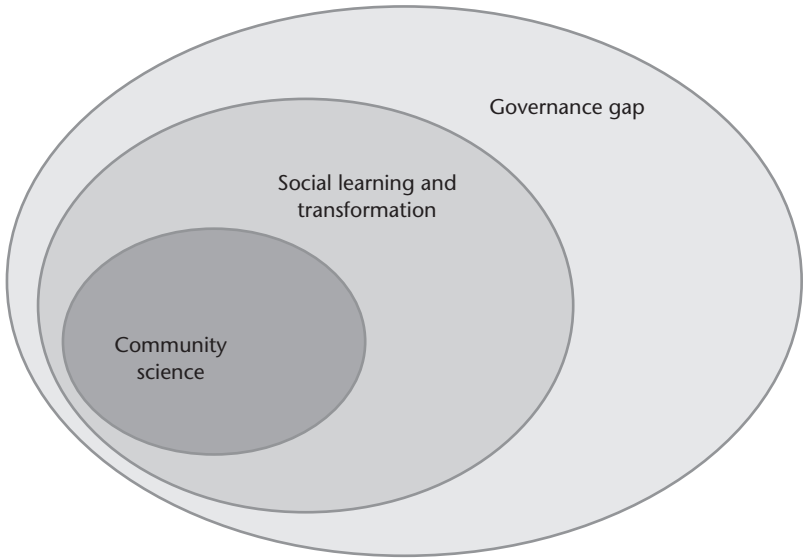 Governance gap
Social learning and
transformation
Community
science